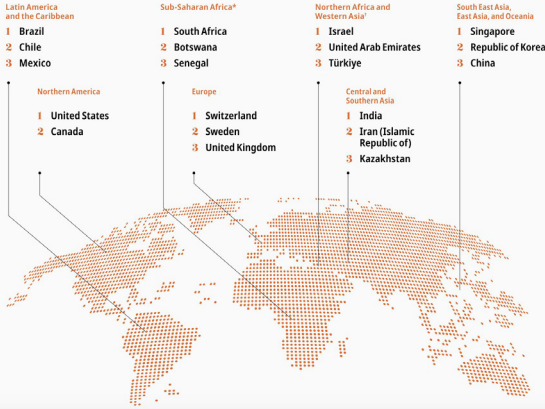 Latin America
and the Caribbean
1 Brazil
2 Chile
3 Mexico
Sub-Saharan Africa*
1 South Africa
2 Botswana
3 Senegal
Northern Africa and
Western Asia†
1 Israel
2 United Arab Emirates
3 Türkiye
South East Asia,
East Asia, and Oceania
1 Singapore
2 Republic of Korea
3 China
Northern America
1 United States
2 Canada
Europe
1 Switzerland
2 Sweden
3 United Kingdom
Central and
Southern Asia
1 India
2 Iran (Islamic
Republic of)
3 Kazakhstan